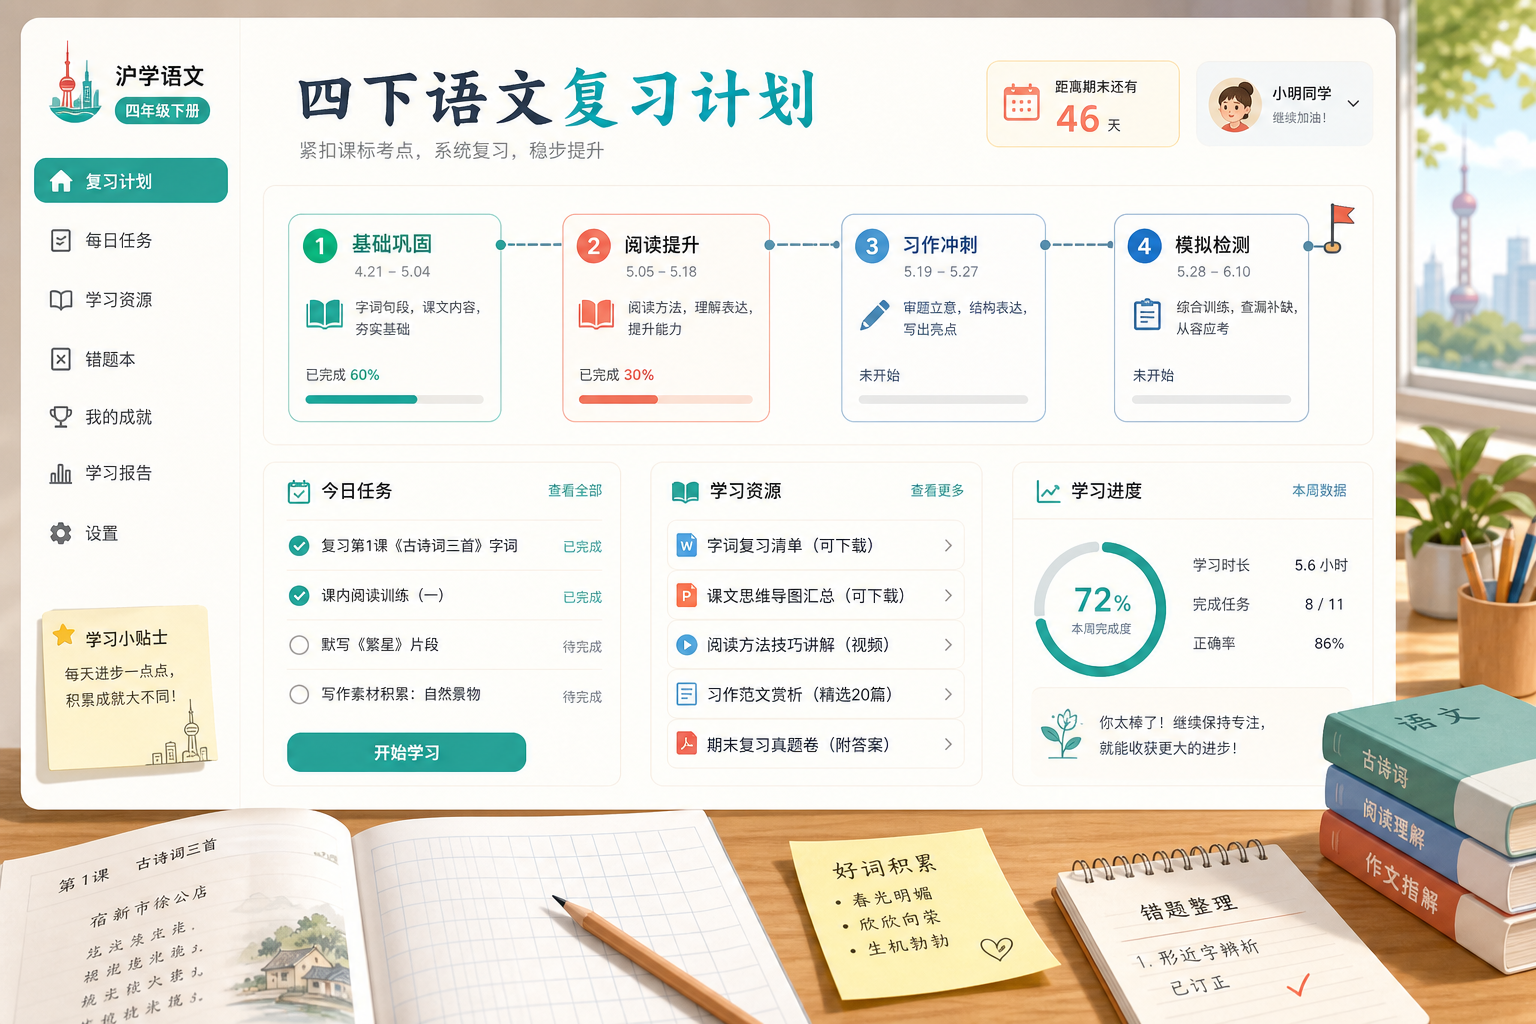 沪学语文
四年级下册
复习计划
每日任务
学习资源
错题本
我的成就
学习报告
设置
学习小贴士
每天进步一点点，
积累成就大不同！
四下语文复习计划
紧扣课标考点，系统复习，稳步提升
距离期末还有
46 天
小明同学
继续加油！
1 基础巩固
4.21 – 5.04
字词句段，课文内容，
夯实基础
已完成 60%
2 阅读提升
5.05 – 5.18
阅读方法，理解表达，
提升能力
已完成 30%
3 习作冲刺
5.19 – 5.27
审题立意，结构表达，
写出亮点
未开始
4 模拟检测
5.28 – 6.10
综合训练，查漏补缺，
从容应考
未开始
今日任务 查看全部
复习第1课《古诗词三首》字词 已完成
课内阅读训练（一） 已完成
默写《繁星》片段 待完成
写作素材积累：自然景物 待完成
开始学习
学习资源 查看更多
W 字词复习清单（可下载）
P 课文思维导图汇总（可下载）
阅读方法技巧讲解（视频）
习作范文赏析（精选20篇）
期末复习真题卷（附答案）
学习进度 本周数据
72%
本周完成度
学习时长 5.6 小时
完成任务 8 / 11
正确率 86%
你太棒了！继续保持专注，
就能收获更大的进步！
语文
古诗词
阅读理解
作文指解
第1课 古诗词三首
宿新市徐公店
好词积累
• 春光明媚
• 欣欣向荣
• 生机勃勃
错题整理
1. 形近字辨析
已订正